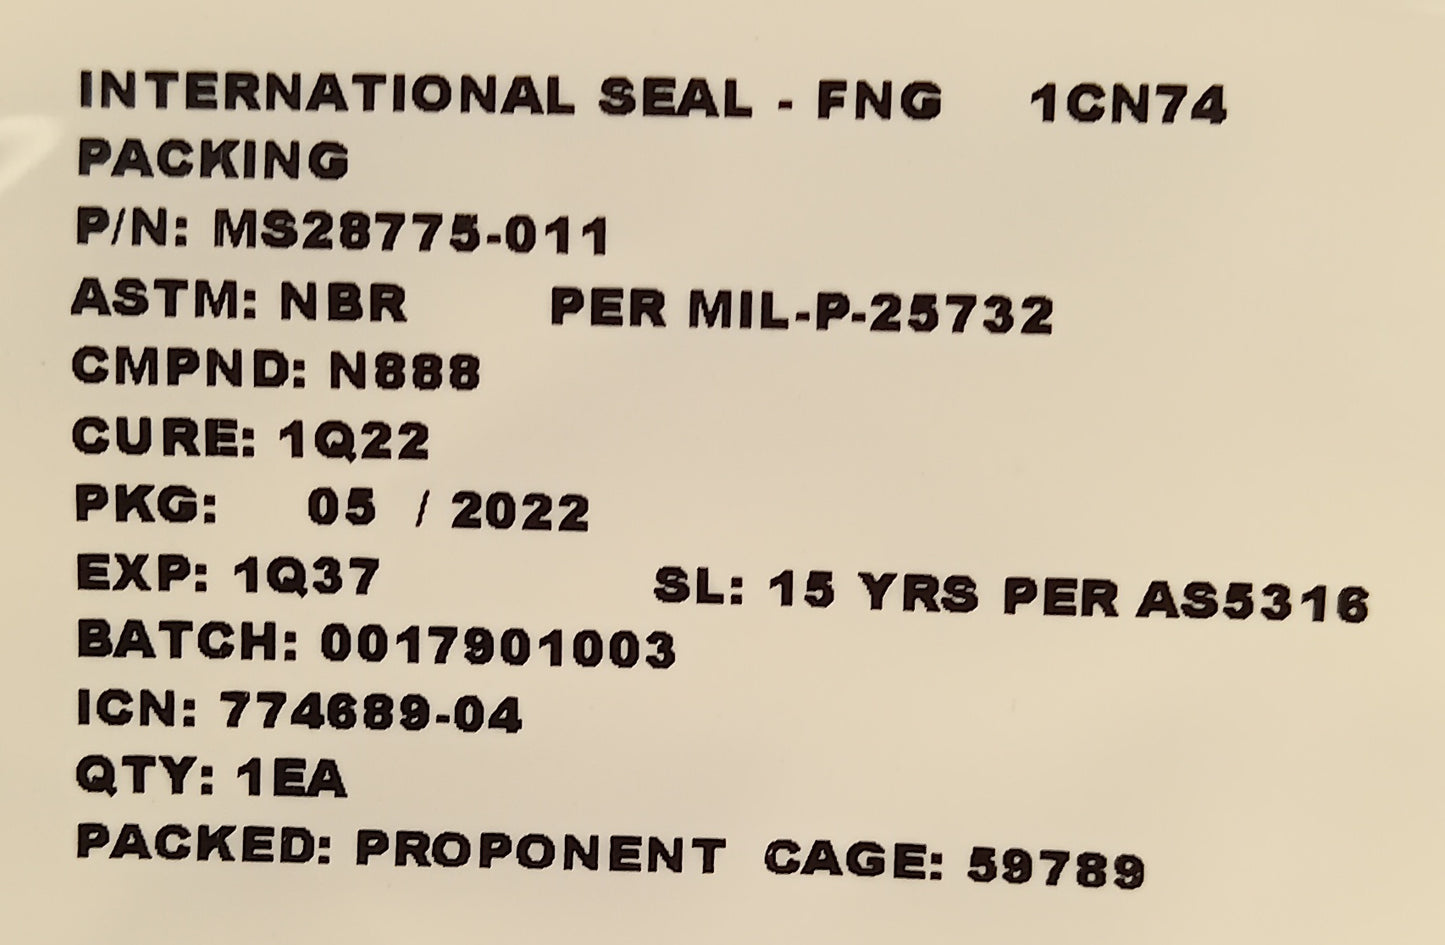 INTERNATIONAL SEAL - FNG 1CN74
PACKING
P/N: MS28775-011
ASTM: NBR PER MIL-P-25732
CMPND: N888
CURE: 1Q22
PKG: 05 / 2022
EXP: 1Q37 SL: 15 YRS PER AS5316
BATCH: 0017901003
ICN: 774689-04
QTY: 1EA
PACKED: PROPONENT CAGE: 59789